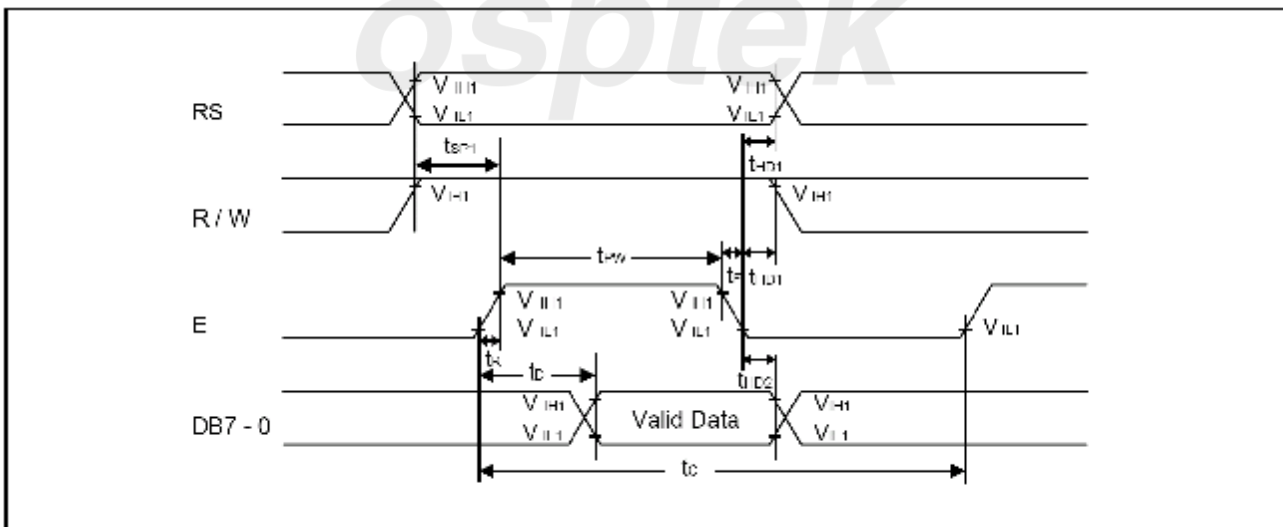 osptek
RS
VIH1 VIH1
VIL1 VIL1
tHD1
R / W
VIH1 VIH1
tPW
tF tHD1
E
VIH1 VIH1
VIL1 VIL1 VIL1
tR
tD
tHD2
DB7 - 0
VIH1 Valid Data VIH1
VIL1 VIL1
tC